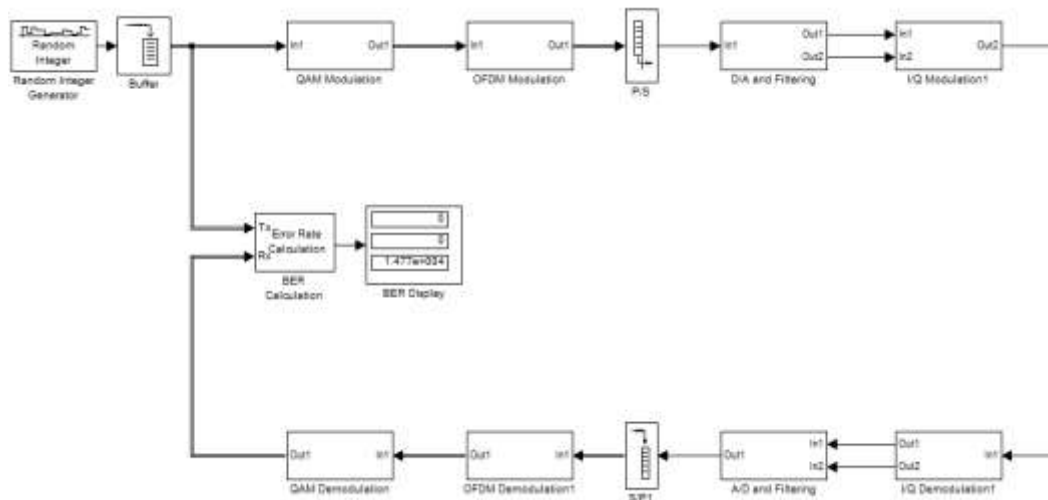 Random
Integer
Random Integer
Generator
Buffer
In1
Out1
QAM Modulation
In1
Out1
OFDM Modulation
P/S
In1
Out1
Out2
D/A and Filtering
In1
In2
Out2
I/Q Modulation1
Tx
Rx
Error Rate
Calculation
BER
Calculation
0
0
1.477e+004
BER Display
Out1
In1
QAM Demodulation
Out1
In1
OFDM Demodulation1
S/P1
Out1
In1
In2
A/D and Filtering
Out1
Out2
In1
I/Q Demodulation1